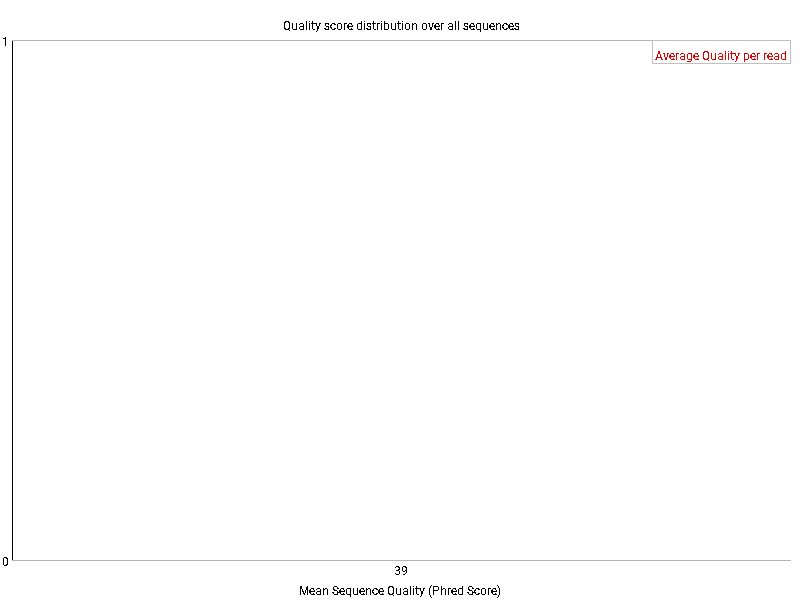 Quality score distribution over all sequences
1
Average Quality per read
0
39
Mean Sequence Quality (Phred Score)